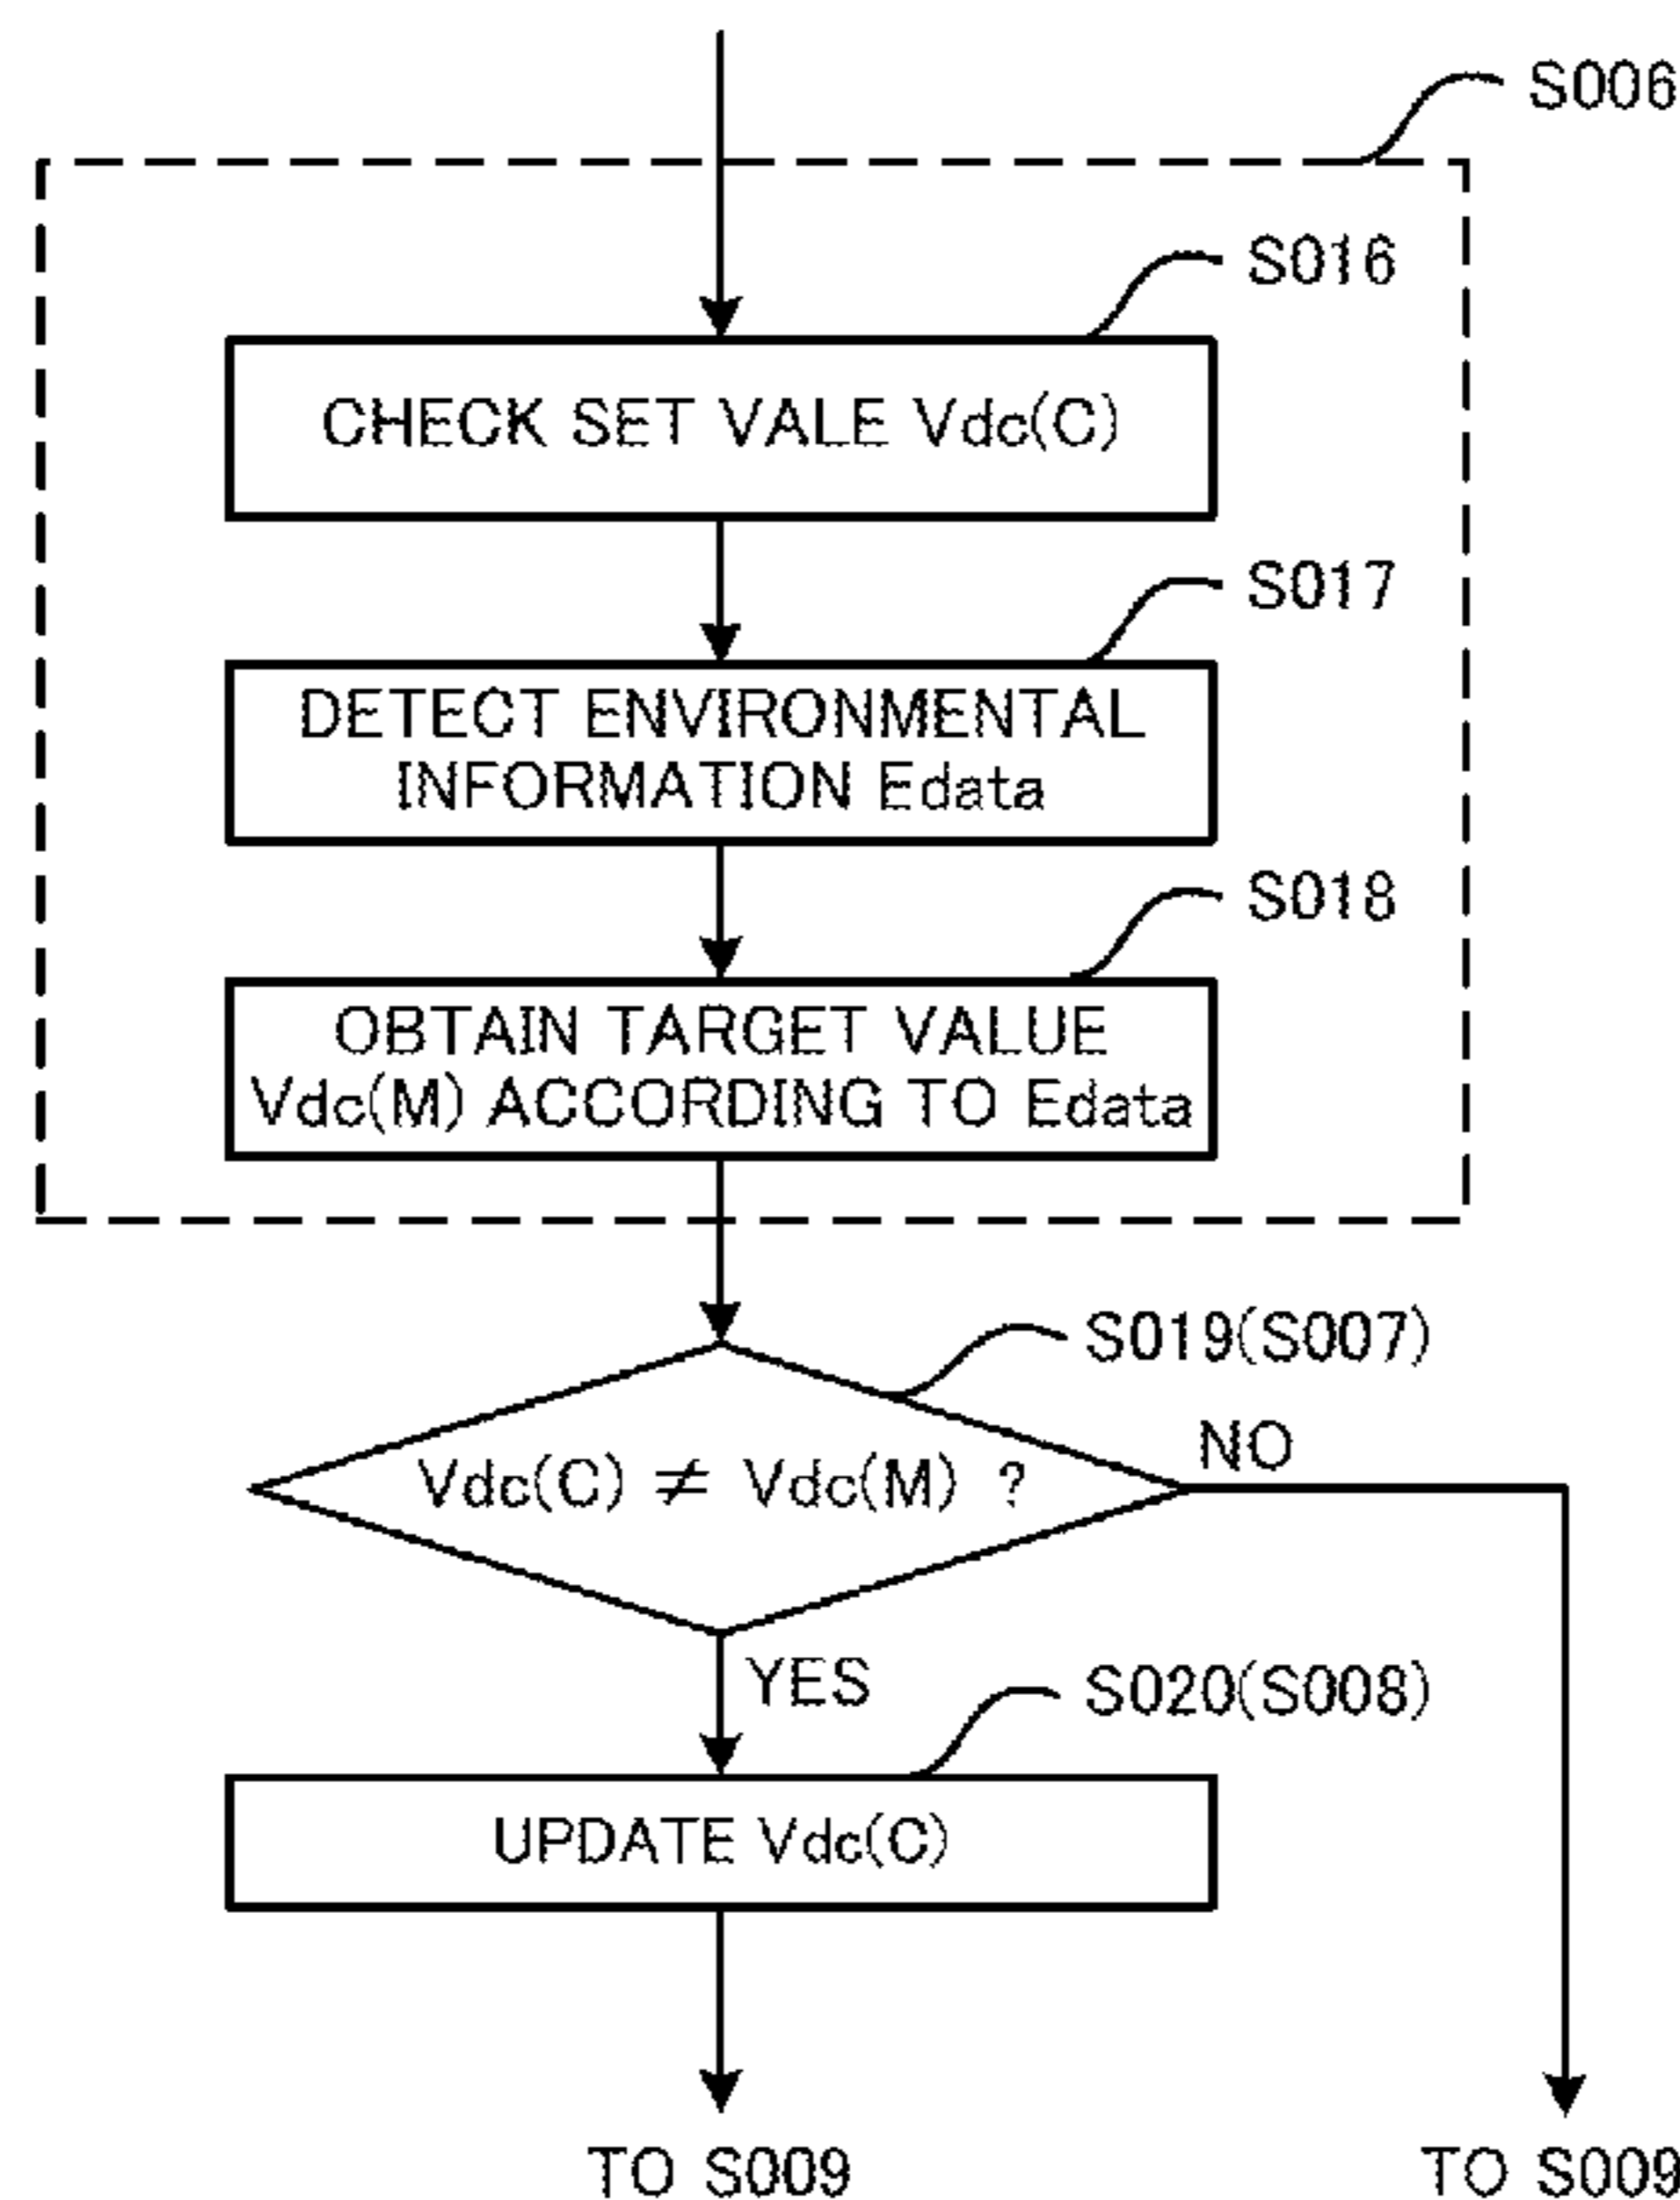 S006
S016
CHECK SET VALE Vdc(C)
S017
DETECT ENVIRONMENTAL
INFORMATION Edata
S018
OBTAIN TARGET VALUE
Vdc(M) ACCORDING TO Edata
S019(S007)
Vdc(C) ≠ Vdc(M) ?
NO
YES
S020(S008)
UPDATE Vdc(C)
TO S009
TO S009